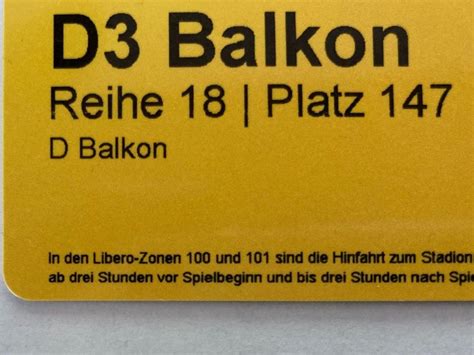 D3 Balkon
Reihe 18 | Platz 147
D Balkon
In den Libero-Zonen 100 und 101 sind die Hinfahrt zum Stadion
ab drei Stunden vor Spielbeginn und bis drei Stunden nach